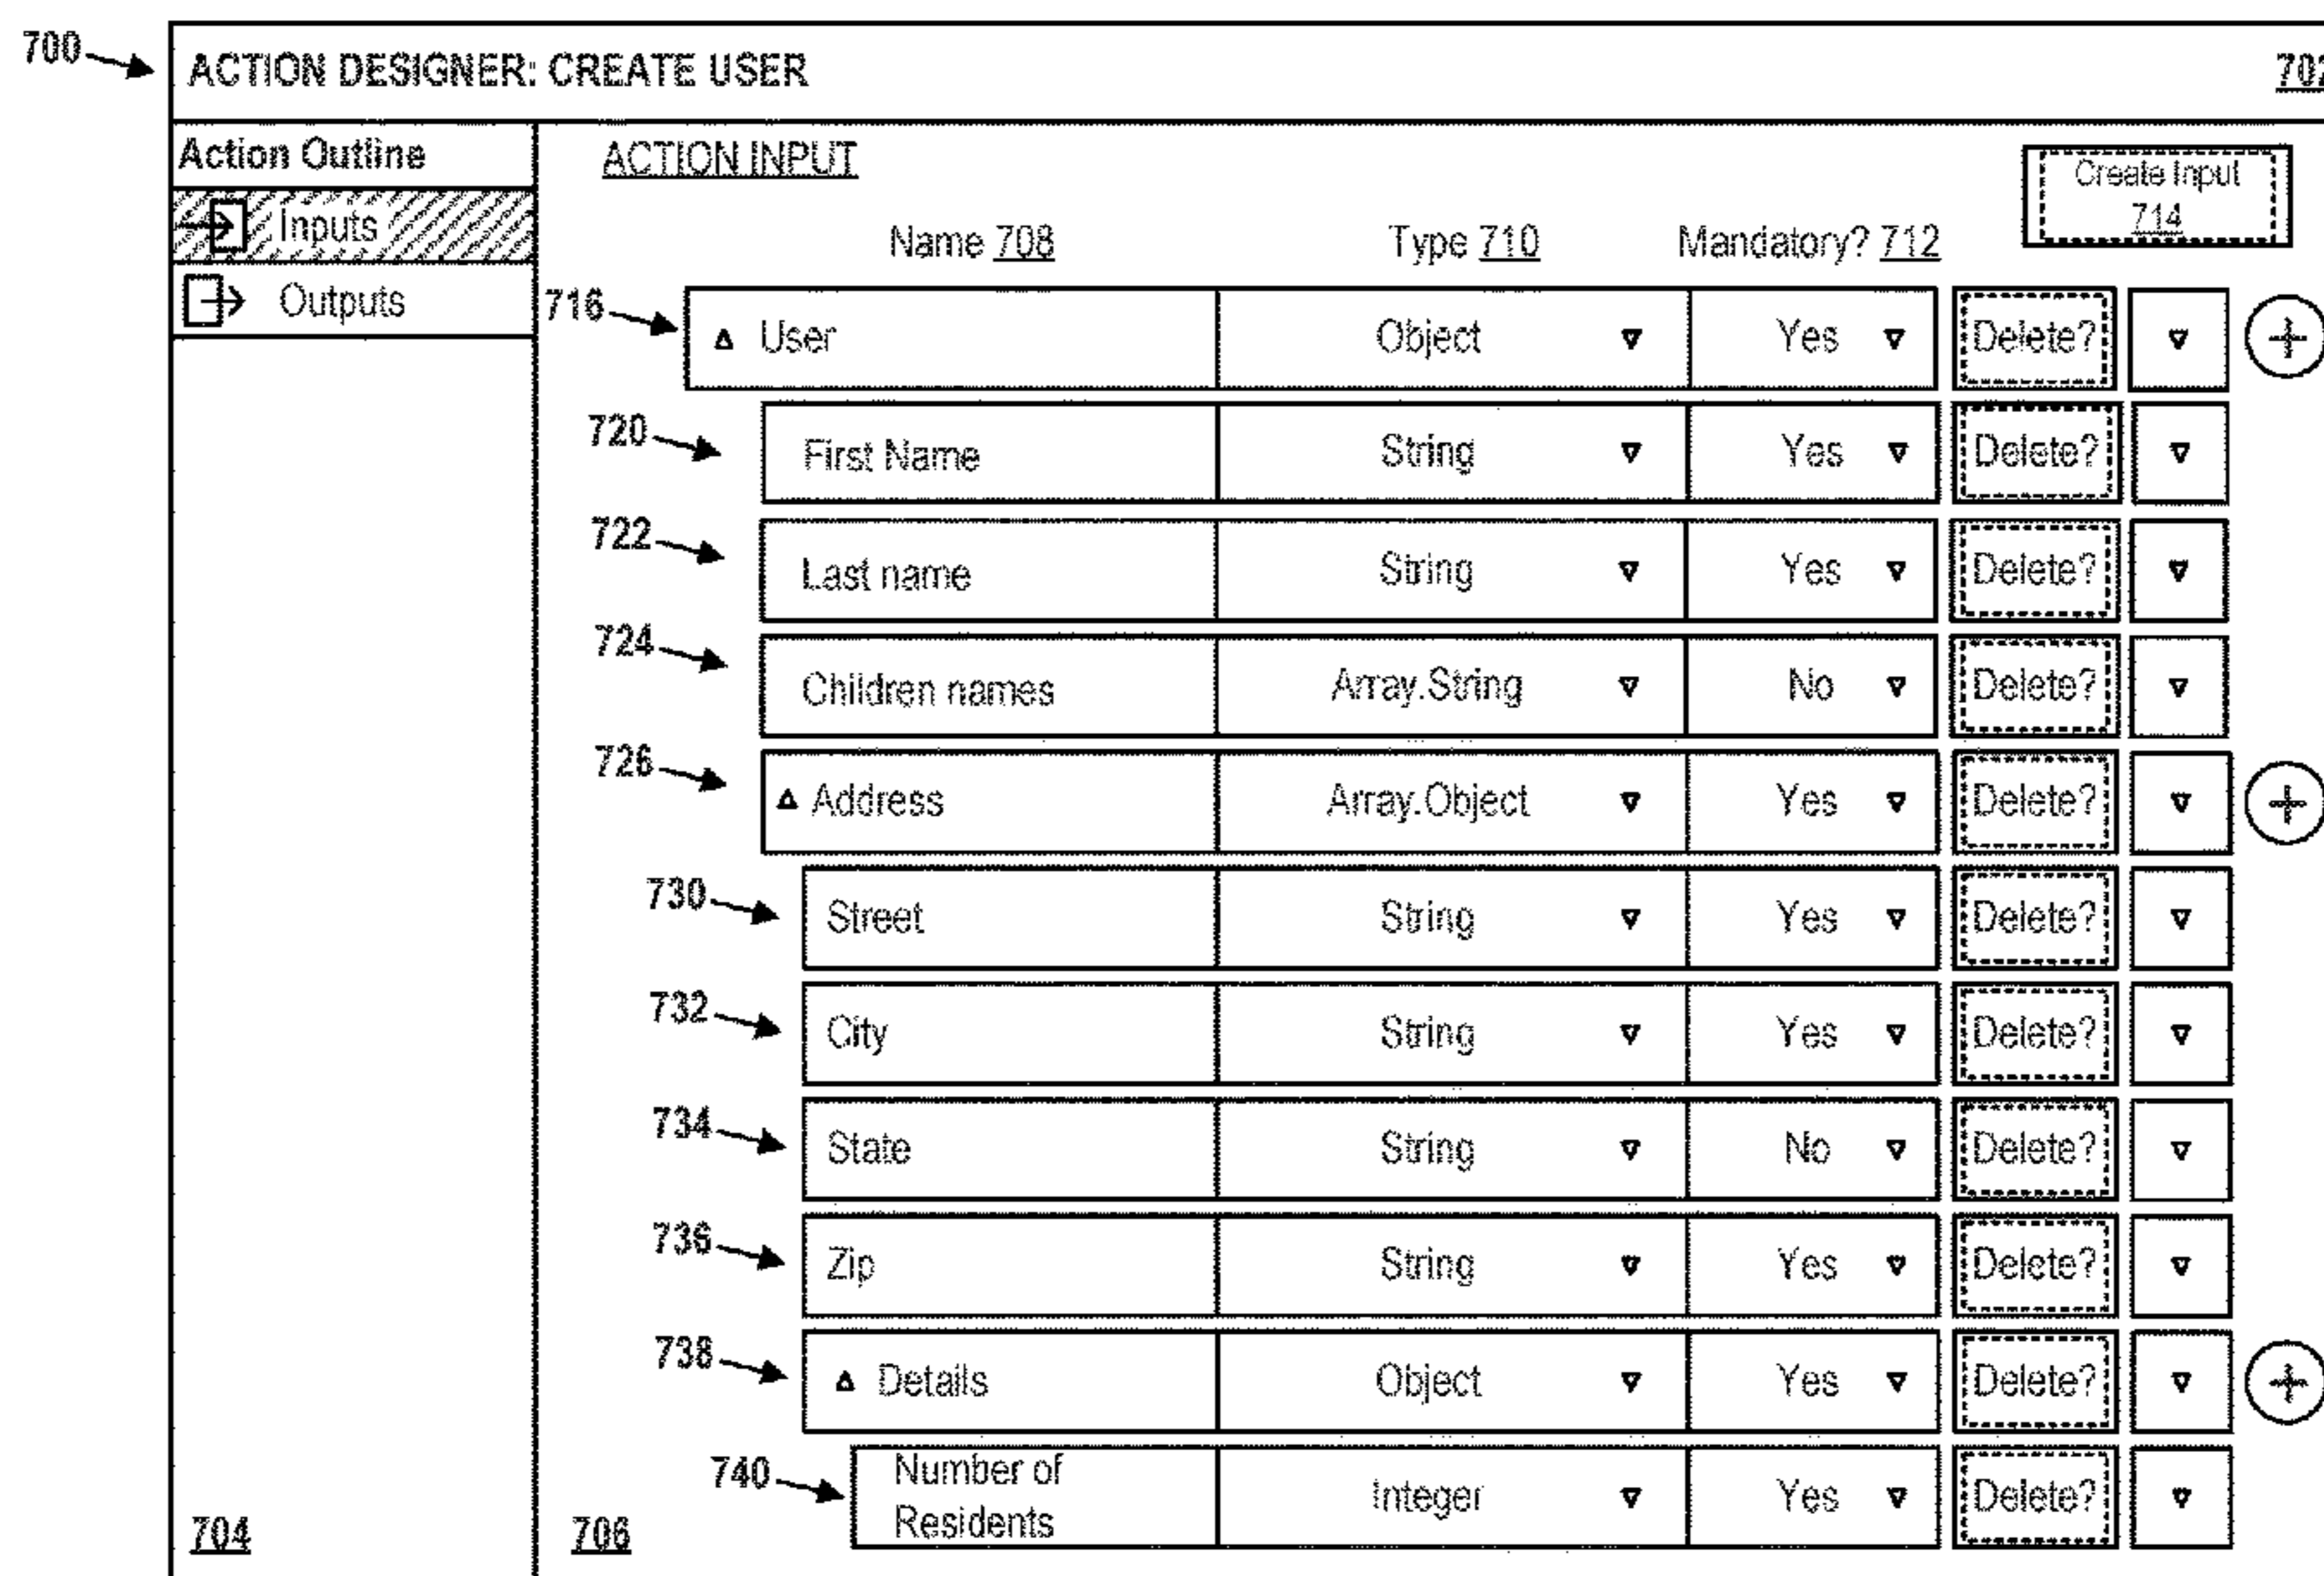 700
ACTION DESIGNER: CREATE USER 702
Action Outline
Inputs
Outputs
704
ACTION INPUT
Create Input
714
Name 708 Type 710 Mandatory? 712
716 User Object Yes Delete?
720 First Name String Yes Delete?
722 Last name String Yes Delete?
724 Children names Array.String No Delete?
726 Address Array.Object Yes Delete?
730 Street String Yes Delete?
732 City String Yes Delete?
734 State String No Delete?
736 Zip String Yes Delete?
738 Details Object Yes Delete?
740 Number of
Residents Integer Yes Delete?
706